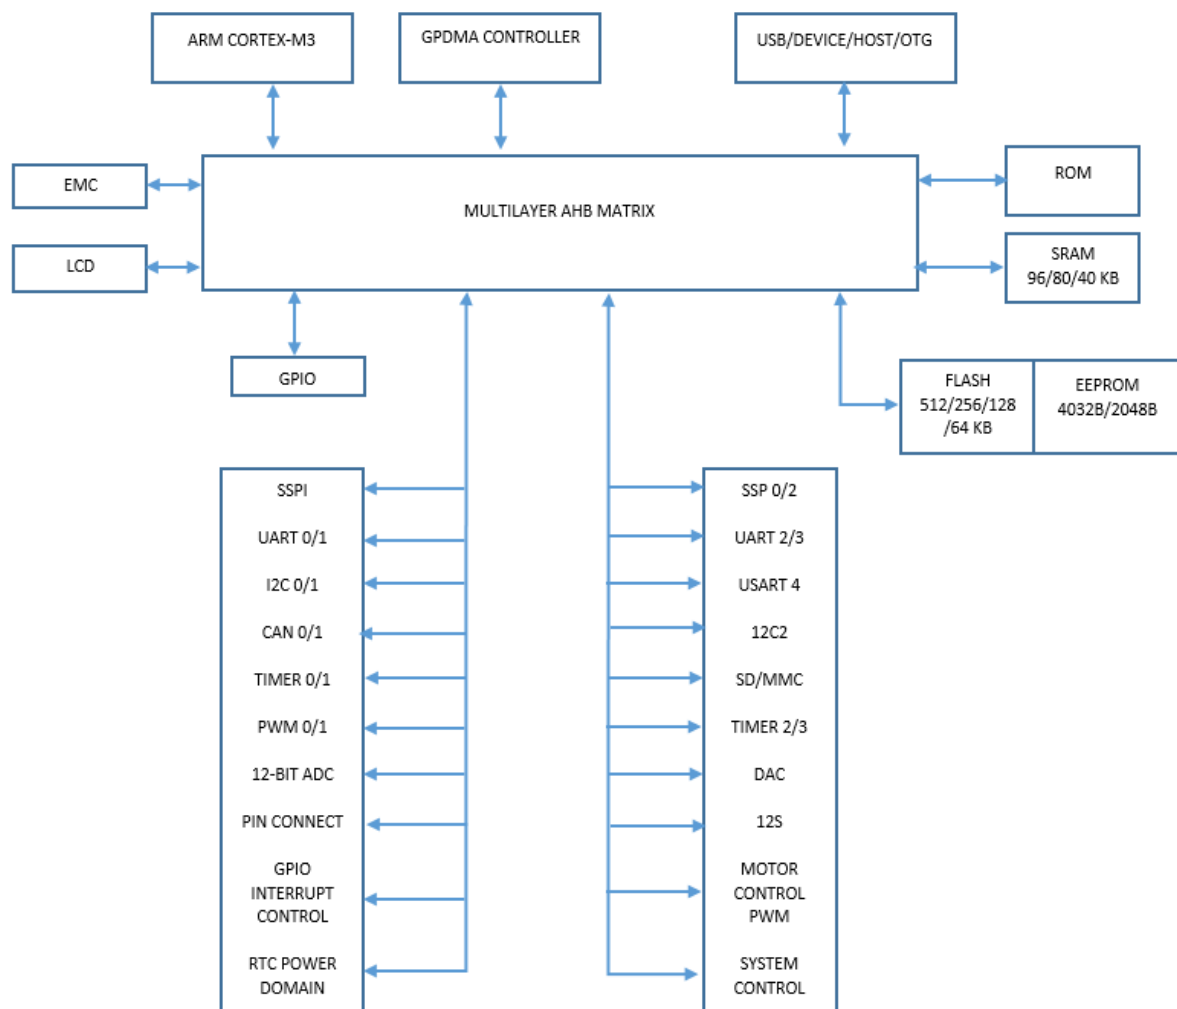 ARM CORTEX-M3
GPDMA CONTROLLER
USB/DEVICE/HOST/OTG
EMC
LCD
MULTILAYER AHB MATRIX
ROM
SRAM
96/80/40 KB
GPIO
FLASH
512/256/128
/64 KB
EEPROM
4032B/2048B
SSPI
UART 0/1
I2C 0/1
CAN 0/1
TIMER 0/1
PWM 0/1
12-BIT ADC
PIN CONNECT
GPIO
INTERRUPT
CONTROL
RTC POWER
DOMAIN
SSP 0/2
UART 2/3
USART 4
12C2
SD/MMC
TIMER 2/3
DAC
12S
MOTOR
CONTROL
PWM
SYSTEM
CONTROL